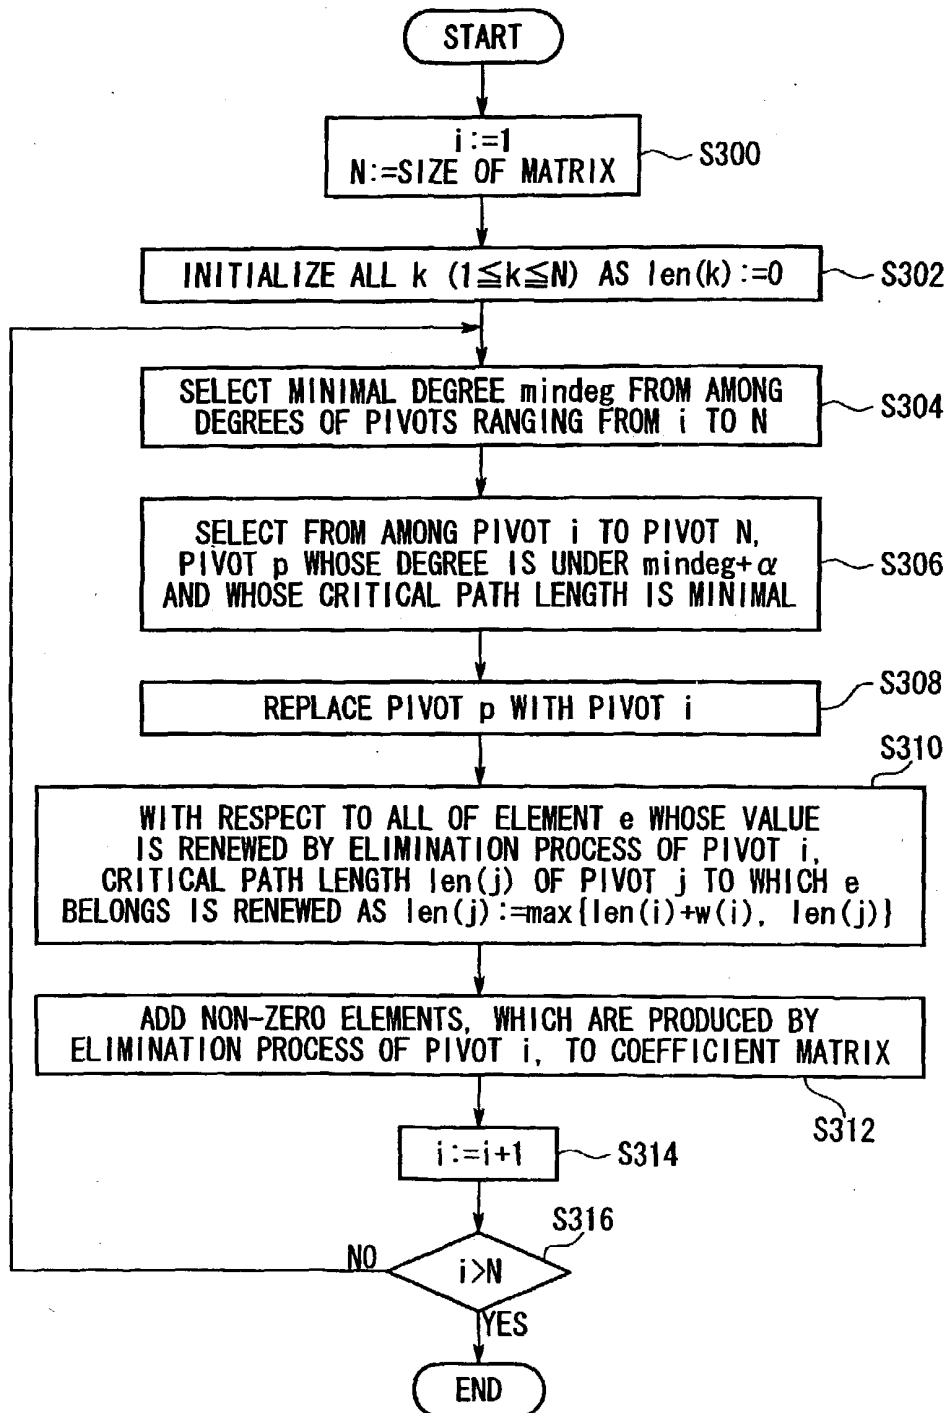 START
i:=1
N:=SIZE OF MATRIX
S300
INITIALIZE ALL k (1≦k≦N) AS len(k):=0
S302
SELECT MINIMAL DEGREE mindeg FROM AMONG
DEGREES OF PIVOTS RANGING FROM i TO N
S304
SELECT FROM AMONG PIVOT i TO PIVOT N,
PIVOT p WHOSE DEGREE IS UNDER mindeg+α
AND WHOSE CRITICAL PATH LENGTH IS MINIMAL
S306
REPLACE PIVOT p WITH PIVOT i
S308
S310
WITH RESPECT TO ALL OF ELEMENT e WHOSE VALUE
IS RENEWED BY ELIMINATION PROCESS OF PIVOT i,
CRITICAL PATH LENGTH len(j) OF PIVOT j TO WHICH e
BELONGS IS RENEWED AS len(j):=max{len(i)+w(i), len(j)}
ADD NON-ZERO ELEMENTS, WHICH ARE PRODUCED BY
ELIMINATION PROCESS OF PIVOT i, TO COEFFICIENT MATRIX
S312
i:=i+1
S314
S316
NO
i>N
YES
END